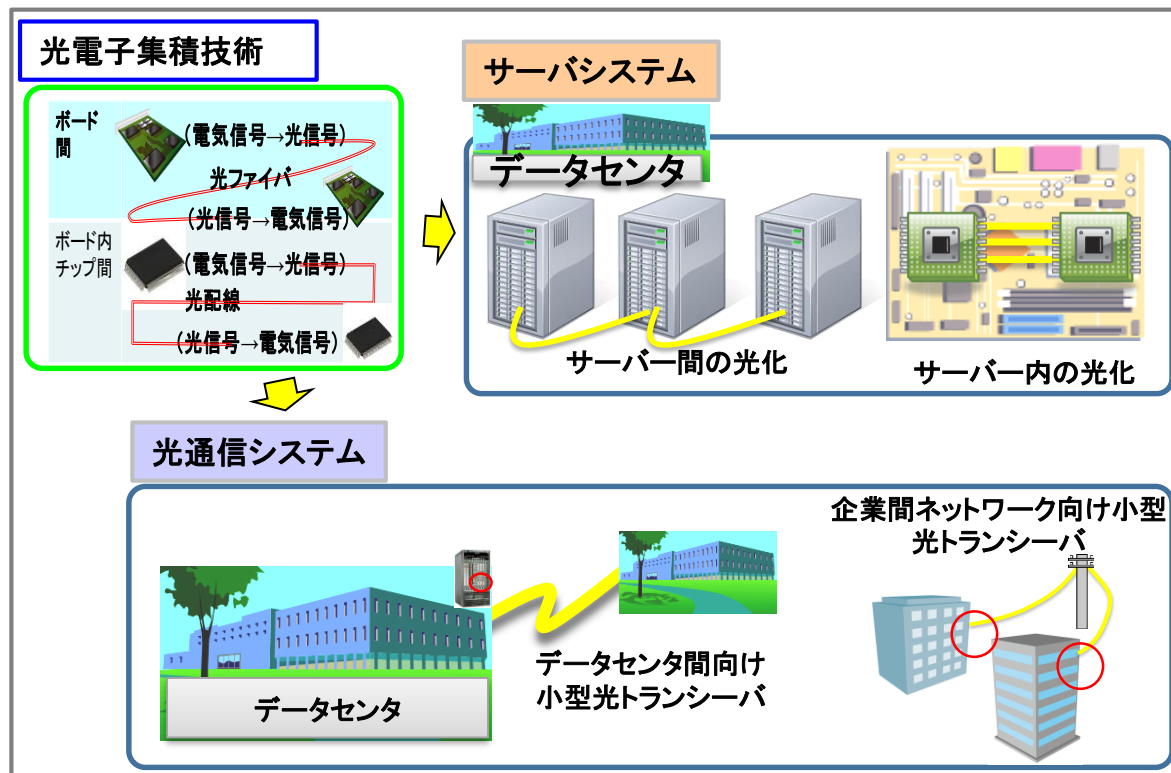 光電子集積技術
ボード
間
(電気信号→光信号)
光ファイバ
(光信号→電気信号)
ボード内
チップ間
(電気信号→光信号)
光配線
(光信号→電気信号)
サーバシステム
データセンタ
サーバー間の光化
サーバー内の光化
光通信システム
データセンタ
データセンタ間向け
小型光トランシーバ
企業間ネットワーク向け小型
光トランシーバ